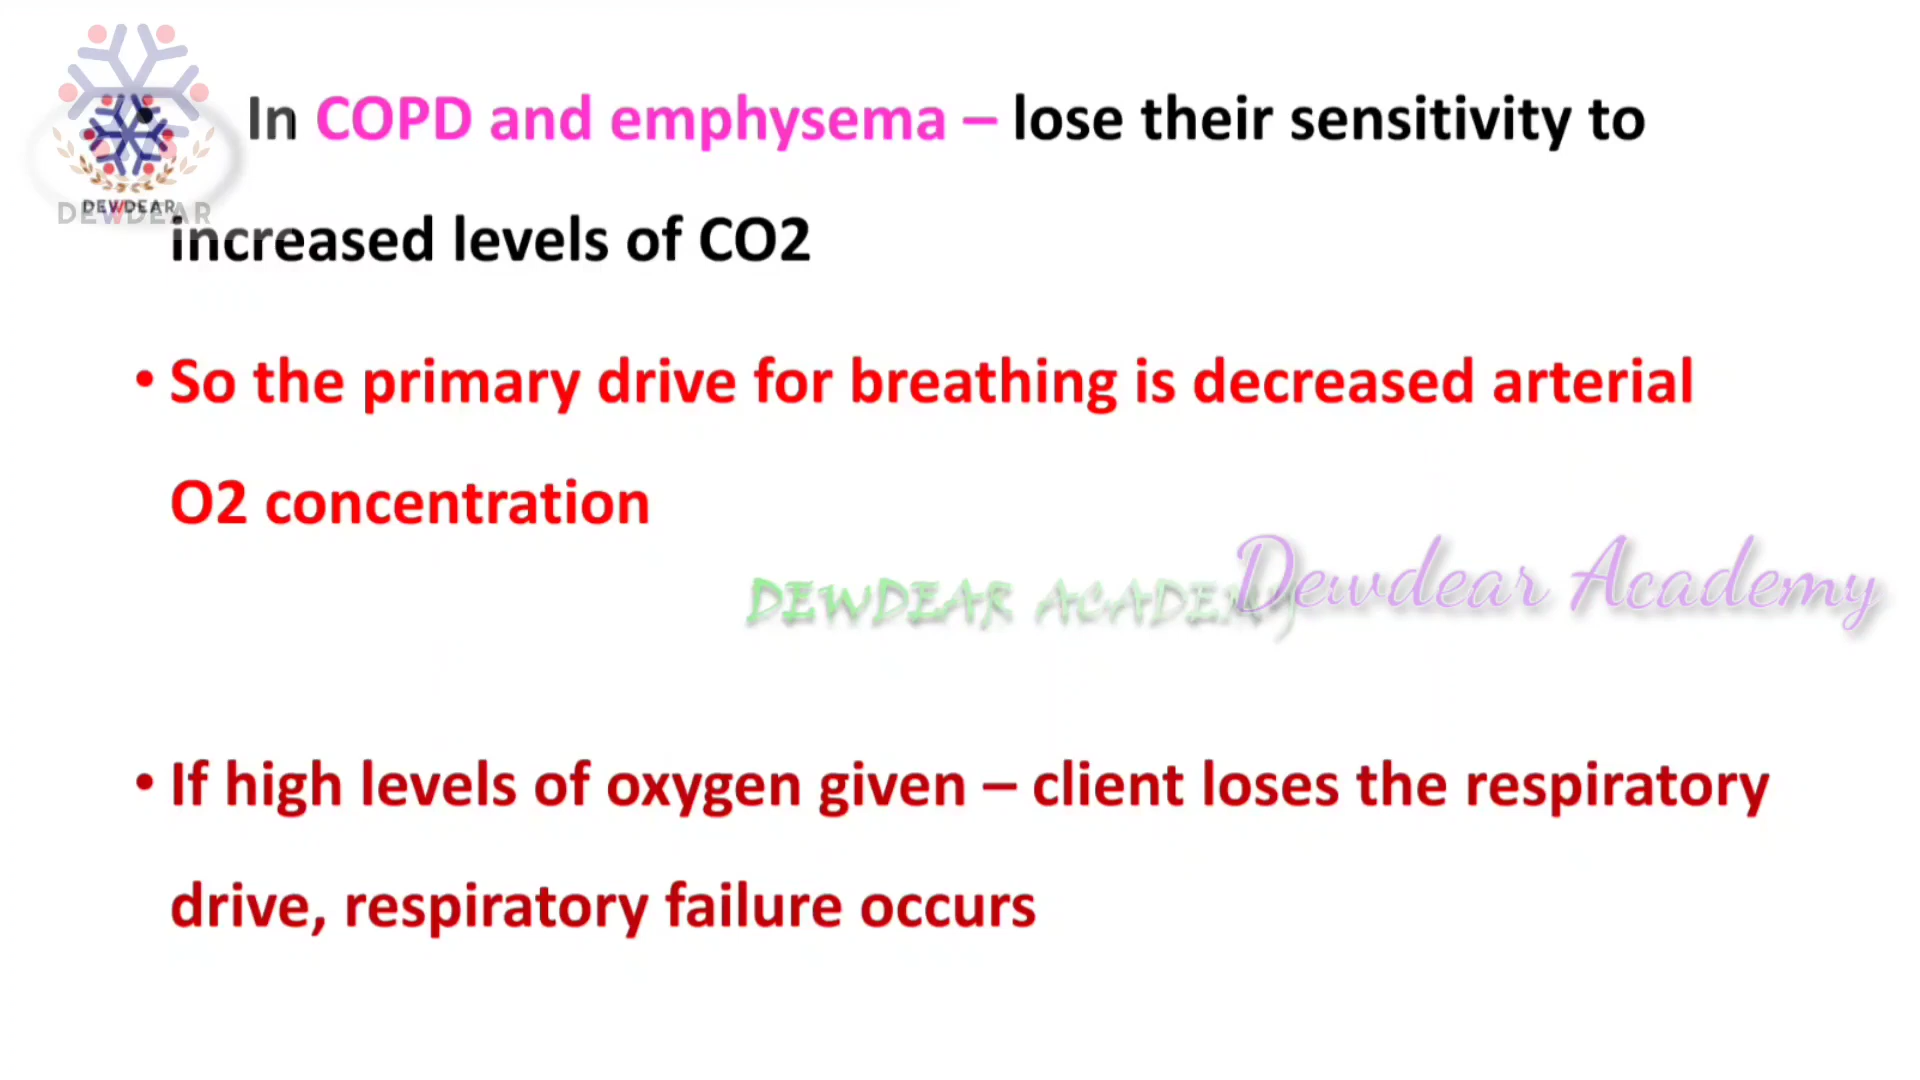 In COPD and emphysema – lose their sensitivity to
increased levels of CO2
• So the primary drive for breathing is decreased arterial
O2 concentration
DEWDEAR ACADEMY
Dewdear Academy
• If high levels of oxygen given – client loses the respiratory
drive, respiratory failure occurs
DEWDEAR
DEWDEAR